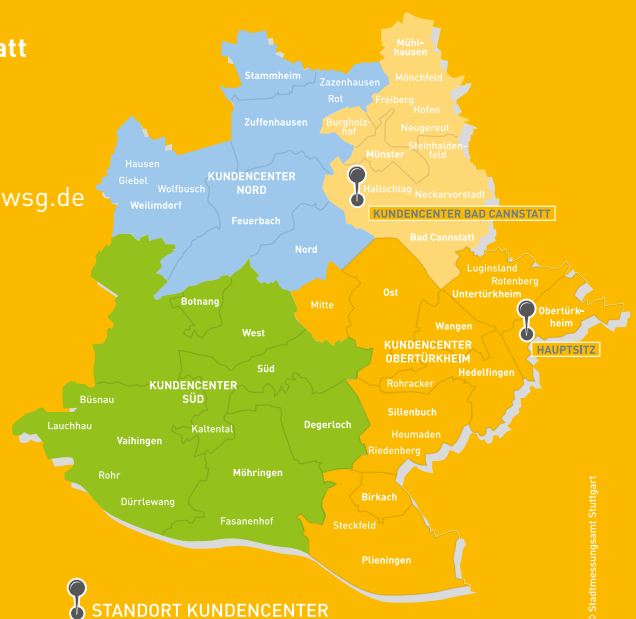 att
wsg.de
Mühl-
hausen
Stammheim
Zazenhausen
Mönchfeld
Rot
Freiberg
Hofen
Zuffenhausen
Burgholz-
hof
Neugereut
Steinhalden-
feld
Münster
Hausen
Giebel
Wolfbusch
Weilimdorf
KUNDENCENTER
NORD
Hallschlag
Neckarvorstadt
KUNDENCENTER BAD CANNSTATT
Feuerbach
Bad Cannstatt
Nord
Luginsland
Rotenberg
Untertürkheim
Ost
Botnang
Mitte
Obertürk-
heim
Wangen
West
KUNDENCENTER
OBERTÜRKHEIM
HAUPTSITZ
Süd
Hedelfingen
KUNDENCENTER
SÜD
Rohracker
Büsnau
Sillenbuch
Lauchhau
Kaltental
Degerloch
Vaihingen
Heumaden
Riedenberg
Rohr
Möhringen
Dürrlewang
Birkach
Fasanenhof
Steckfeld
Plieningen
STANDORT KUNDENCENTER
© Stadtmessungsamt Stuttgart